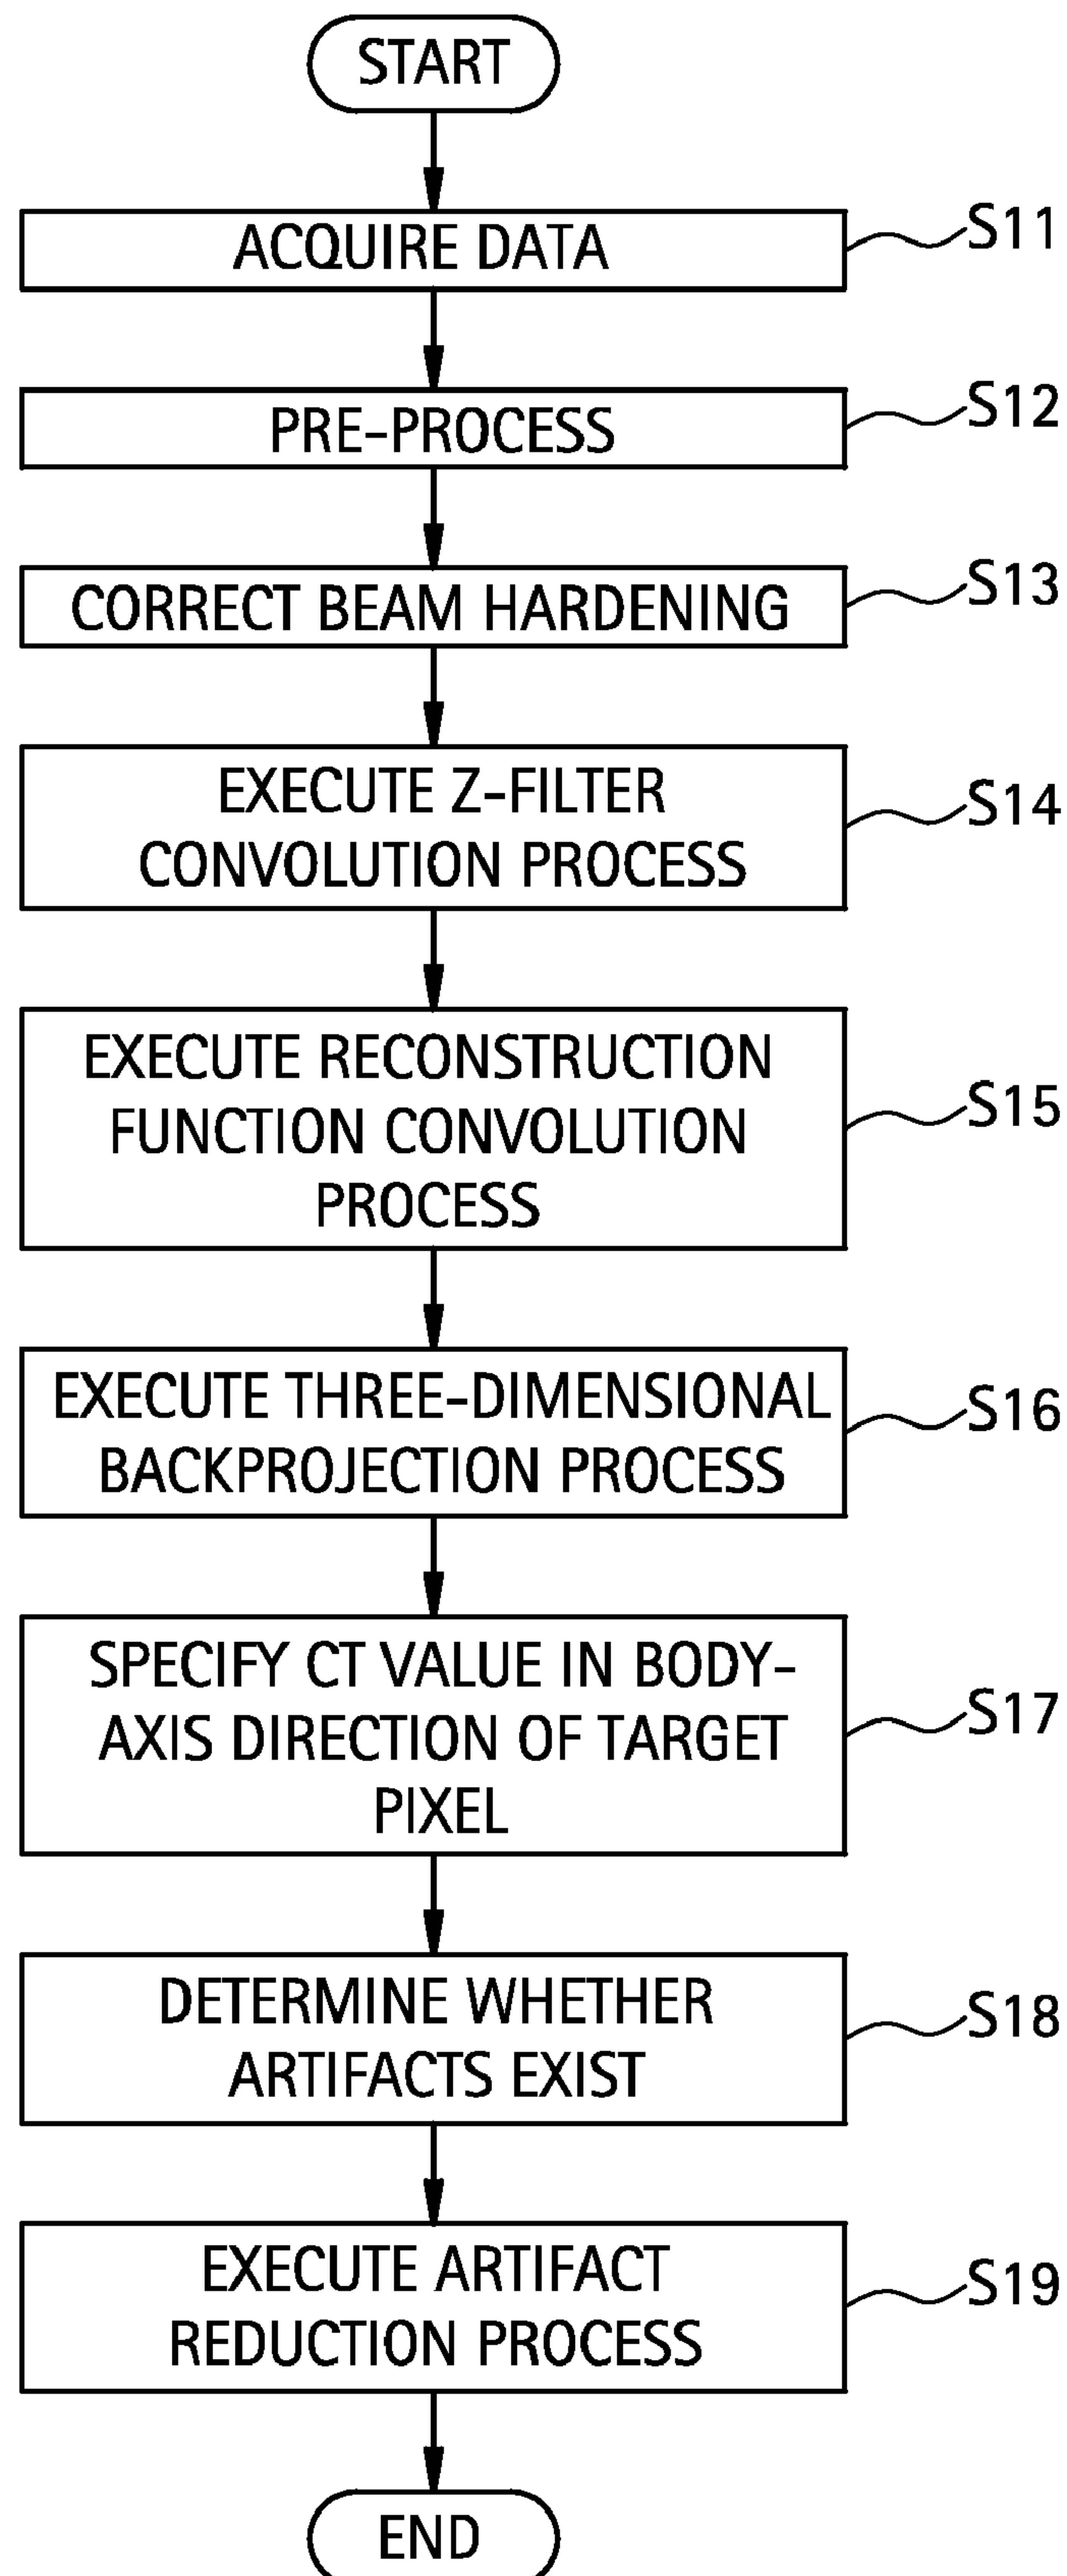 START
ACQUIRE DATA
S11
PRE-PROCESS
S12
CORRECT BEAM HARDENING
S13
EXECUTE Z-FILTER
CONVOLUTION PROCESS
S14
EXECUTE RECONSTRUCTION
FUNCTION CONVOLUTION
PROCESS
S15
EXECUTE THREE-DIMENSIONAL
BACKPROJECTION PROCESS
S16
SPECIFY CT VALUE IN BODY-
AXIS DIRECTION OF TARGET
PIXEL
S17
DETERMINE WHETHER
ARTIFACTS EXIST
S18
EXECUTE ARTIFACT
REDUCTION PROCESS
S19
END